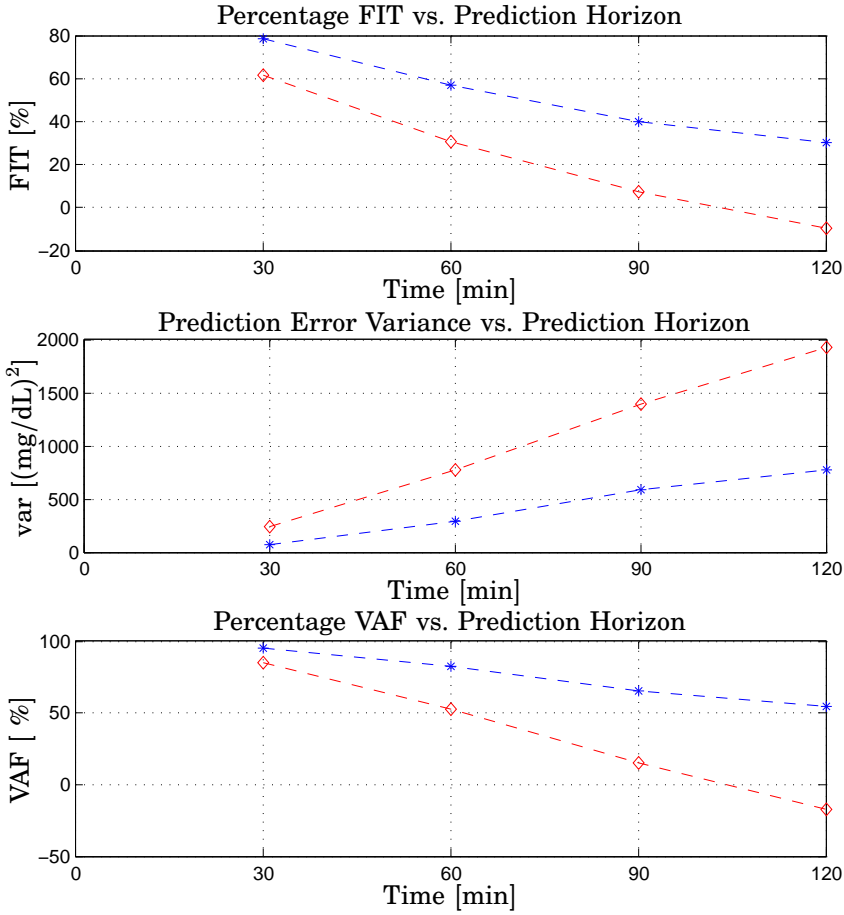 Percentage FIT vs. Prediction Horizon
80
60
40
20
0
−20
FIT [%]
0 30 60 90 120
Time [min]
Prediction Error Variance vs. Prediction Horizon
2000
1500
1000
500
0
var [(mg/dL)²]
0 30 60 90 120
Time [min]
Percentage VAF vs. Prediction Horizon
100
50
0
−50
VAF [ %]
0 30 60 90 120
Time [min]